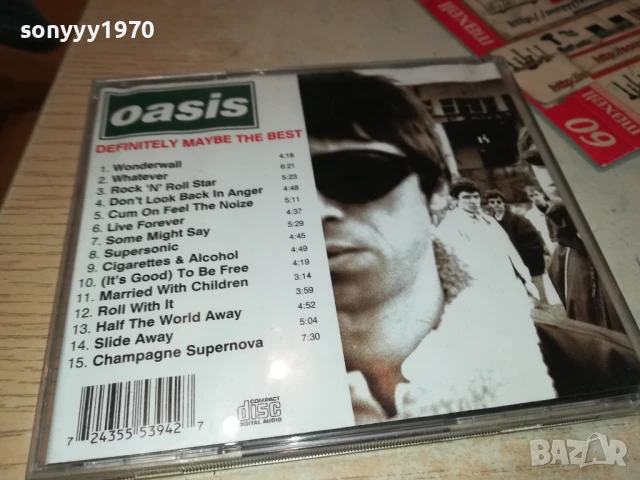 sonyyy1970
oasis
DEFINITELY MAYBE THE BEST
1. Wonderwall 4:18
2. Whatever 6:21
3. Rock 'N' Roll Star 5:23
4. Don't Look Back In Anger 4:48
5. Cum On Feel The Noize 5:11
6. Live Forever 4:37
7. Some Might Say 5:29
8. Supersonic 4:45
9. Cigarettes & Alcohol 4:49
10. (It's Good) To Be Free 4:19
11. Married With Children 3:14
12. Roll With It 3:59
13. Half The World Away 4:52
14. Slide Away 5:04
15. Champagne Supernova 7:30
7 24355 53942 7
COMPACT
disc
DIGITAL AUDIO
maxell
maxell
60
BAZAR
bg